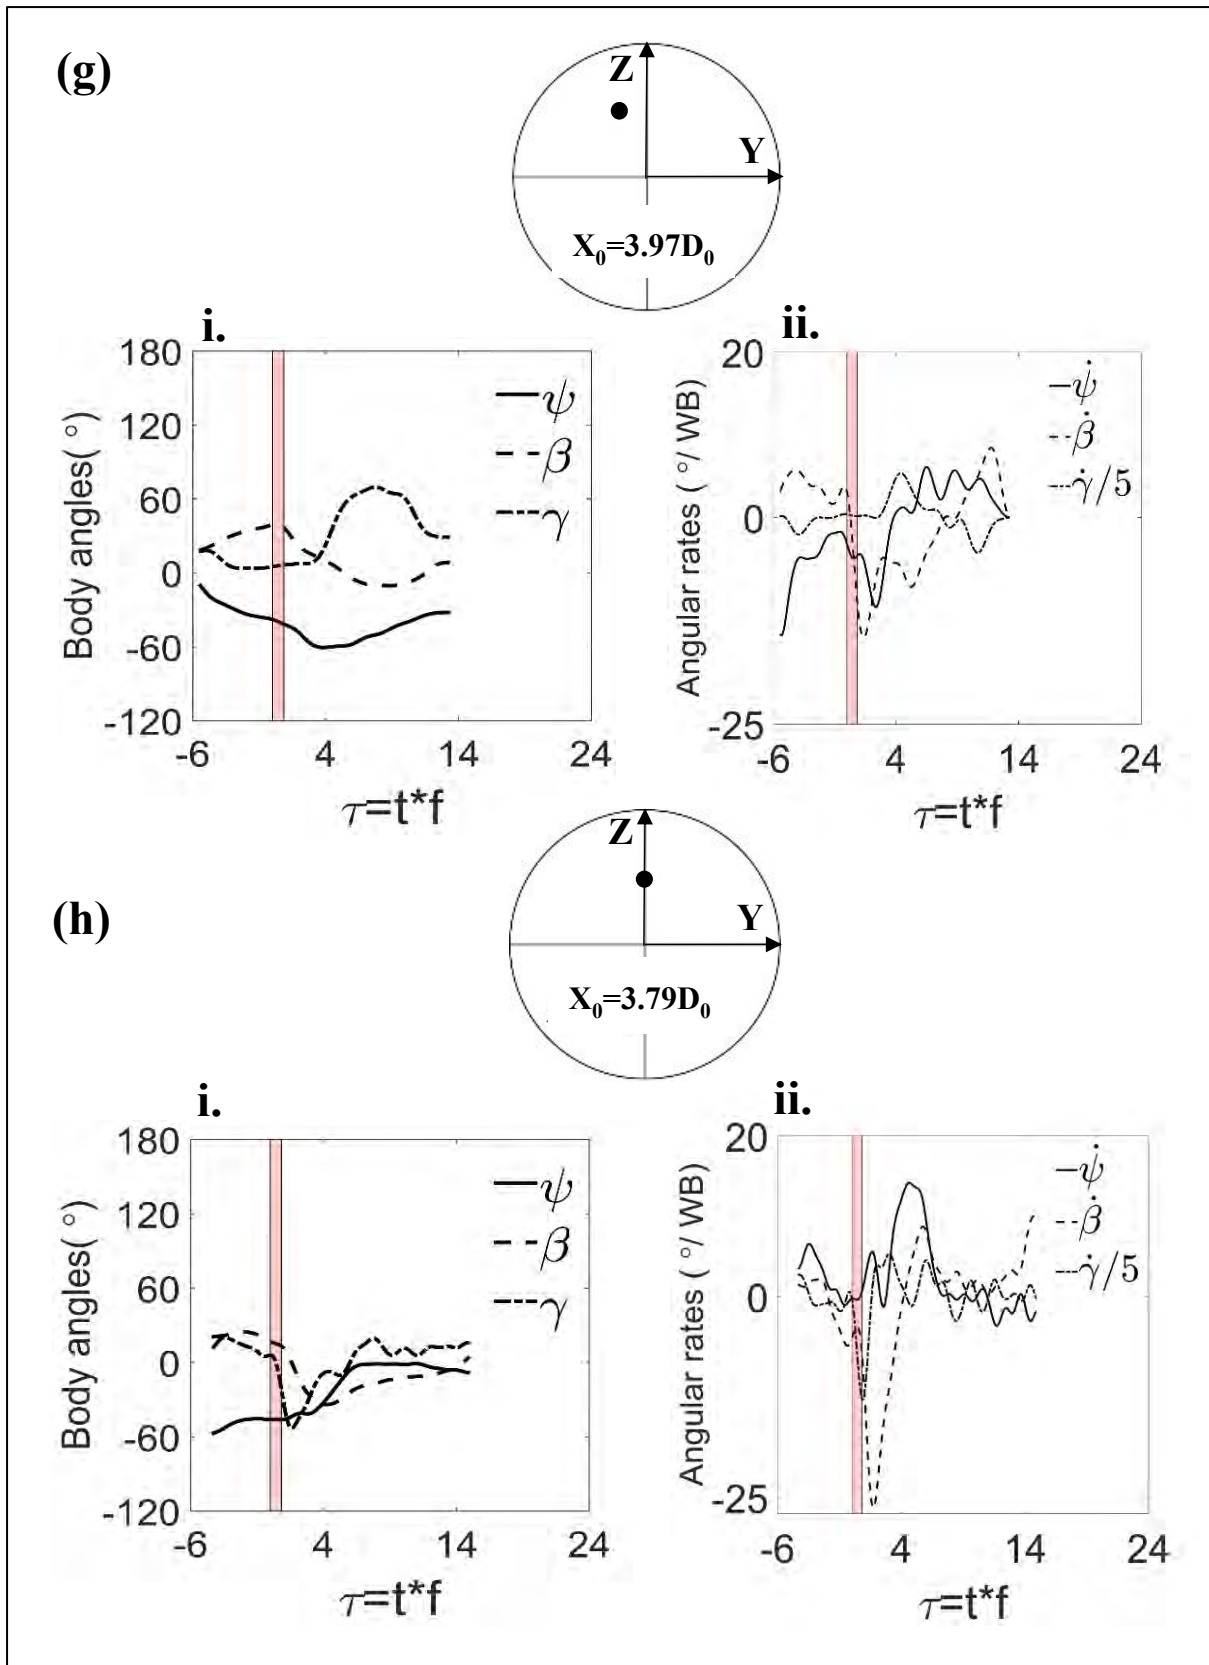 (g)
Z
Y
X₀=3.97D₀
i.
180
120
60
0
-60
-120
Body angles( °)
ψ
β
γ
-6 4 14 24
τ=t*f
ii.
20
0
-25
Angular rates ( °/ WB)
ψ̇
β̇
γ̇/5
-6 4 14 24
τ=t*f
(h)
Z
Y
X₀=3.79D₀
i.
180
120
60
0
-60
-120
Body angles( °)
ψ
β
γ
-6 4 14 24
τ=t*f
ii.
20
0
-25
Angular rates ( °/ WB)
ψ̇
β̇
γ̇/5
-6 4 14 24
τ=t*f